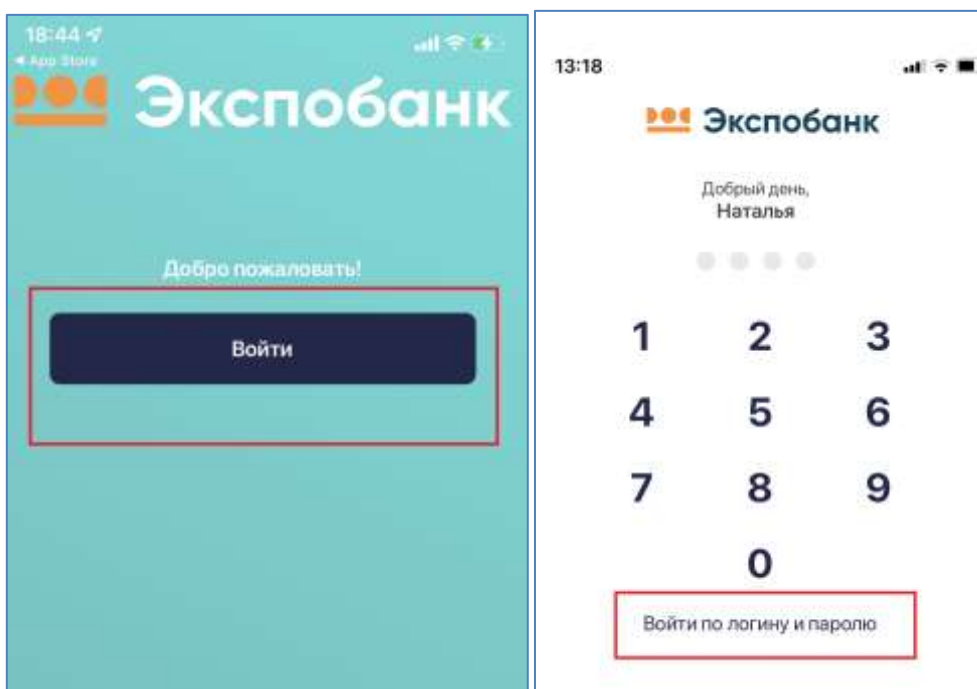 18:44
App Store
Экспобанк
Добро пожаловать!
Войти
13:18
Экспобанк
Добрый день,
Наталья
1 2 3
4 5 6
7 8 9
0
Войти по логину и паролю